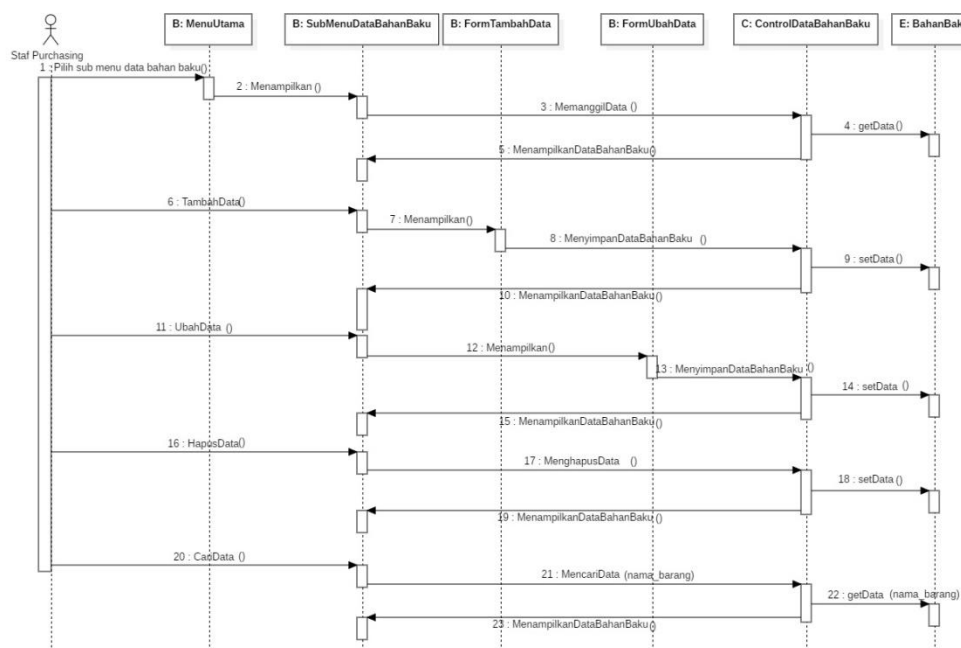 B: MenuUtama
B: SubMenuDataBahanBaku
B: FormTambahData
B: FormUbahData
C: ControlDataBahanBaku
E: BahanBak
Staf Purchasing
1 : Pilih sub menu data bahan baku()
2 : Menampilkan ()
3 : MemanggilData ()
4 : getData()
5 : MenampilkanDataBahanBaku()
6 : TambahData()
7 : Menampilkan()
8 : MenyimpanDataBahanBaku ()
9 : setData()
10 : MenampilkanDataBahanBaku()
11 : UbahData ()
12 : Menampilkan()
13 : MenyimpanDataBahanBaku ()
14 : setData ()
15 : MenampilkanDataBahanBaku()
16 : HapusData()
17 : MenghapusData ()
18 : setData ()
19 : MenampilkanDataBahanBaku()
20 : CariData ()
21 : MencariData (nama_barang)
22 : getData (nama_barang)
23 : MenampilkanDataBahanBaku()